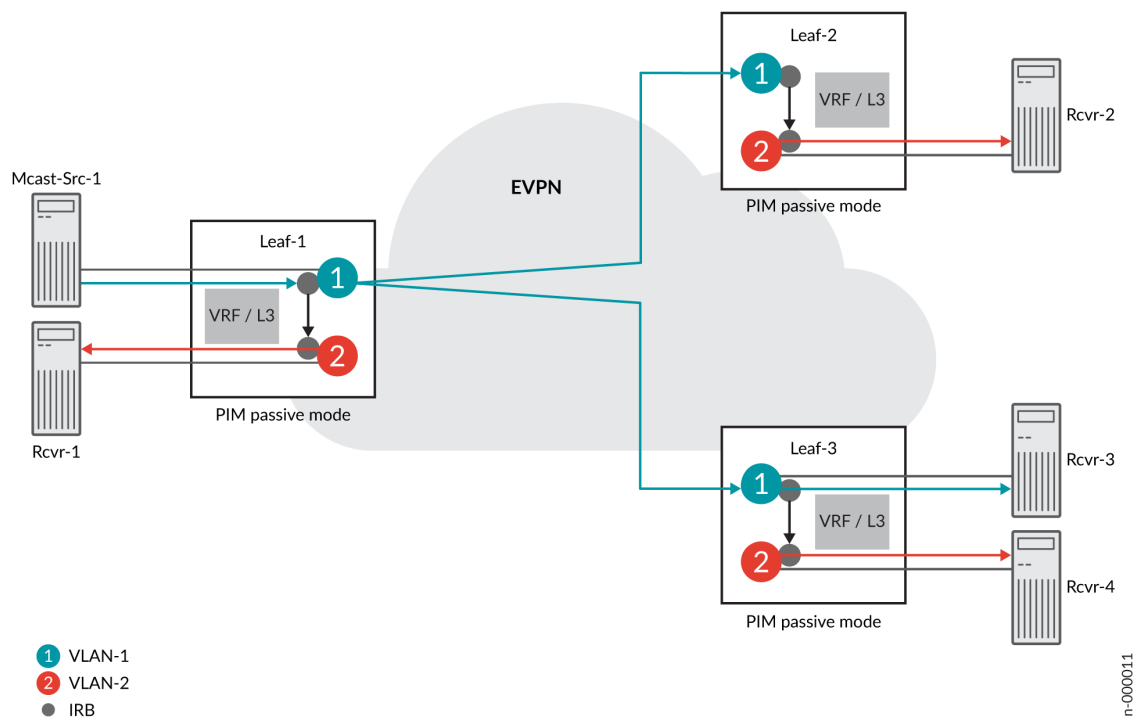 Leaf-2
1
VRF / L3
2
Rcvr-2
PIM passive mode
EVPN
Mcast-Src-1
Leaf-1
1
VRF / L3
2
PIM passive mode
Rcvr-1
Leaf-3
1
VRF / L3
2
Rcvr-3
Rcvr-4
PIM passive mode
1 VLAN-1
2 VLAN-2
IRB
n-000011